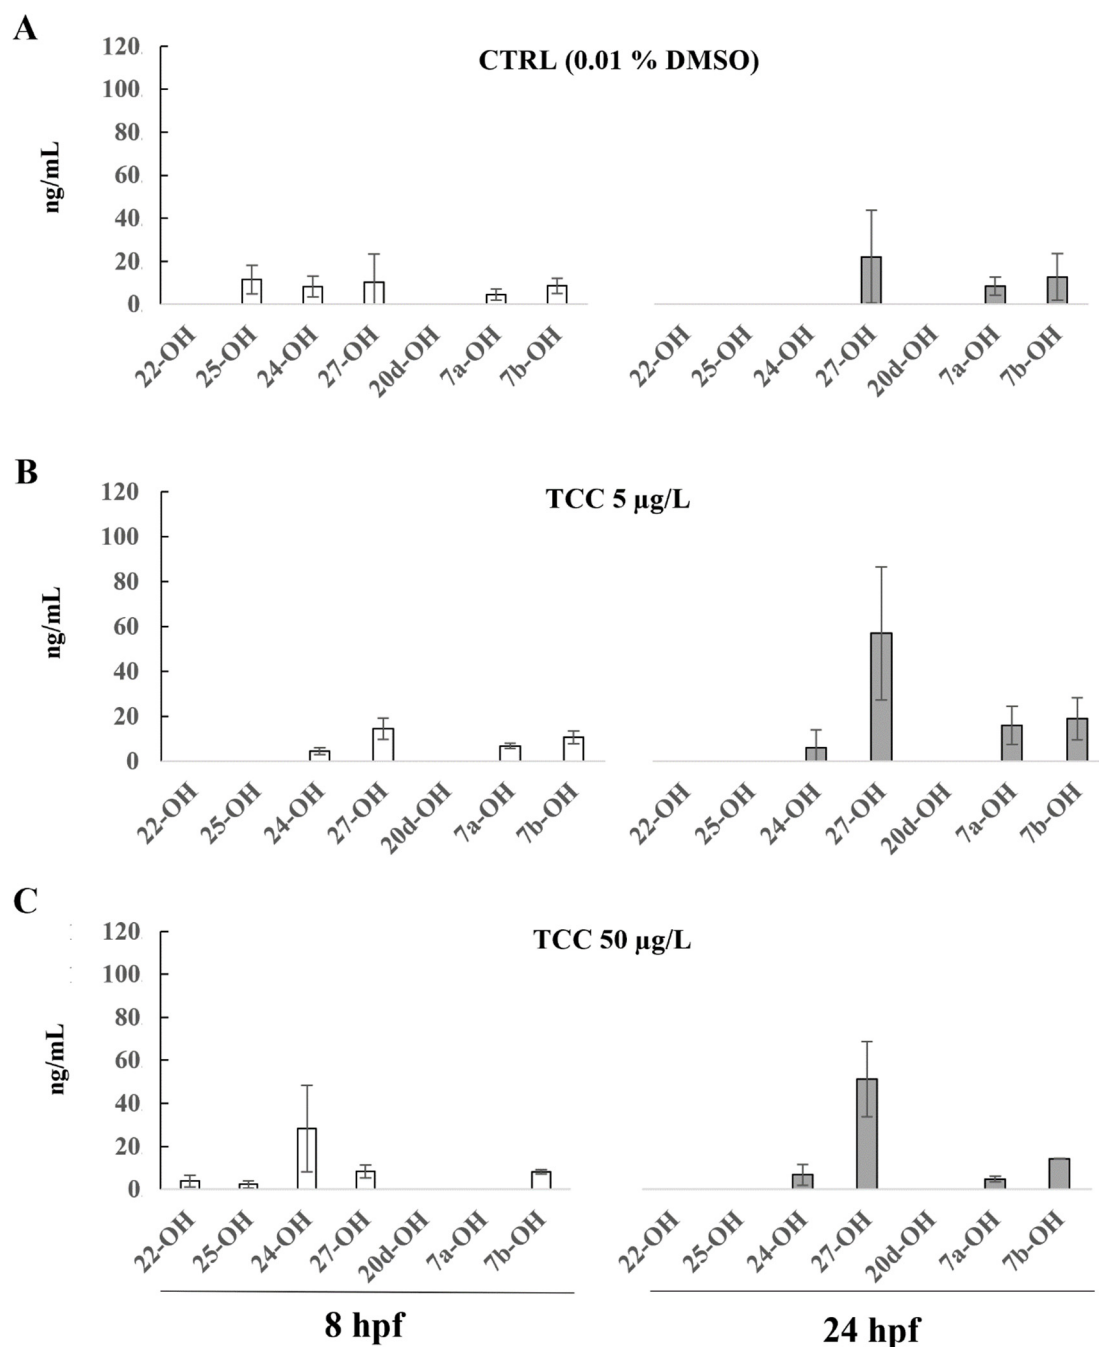 A
CTRL (0.01 % DMSO)
ng/mL
120
100
80
60
40
20
0
22-OH 25-OH 24-OH 27-OH 20d-OH 7a-OH 7b-OH
22-OH 25-OH 24-OH 27-OH 20d-OH 7a-OH 7b-OH
B
TCC 5 µg/L
ng/mL
120
100
80
60
40
20
0
22-OH 25-OH 24-OH 27-OH 20d-OH 7a-OH 7b-OH
22-OH 25-OH 24-OH 27-OH 20d-OH 7a-OH 7b-OH
C
TCC 50 µg/L
ng/mL
120
100
80
60
40
20
0
22-OH 25-OH 24-OH 27-OH 20d-OH 7a-OH 7b-OH
22-OH 25-OH 24-OH 27-OH 20d-OH 7a-OH 7b-OH
8 hpf
24 hpf